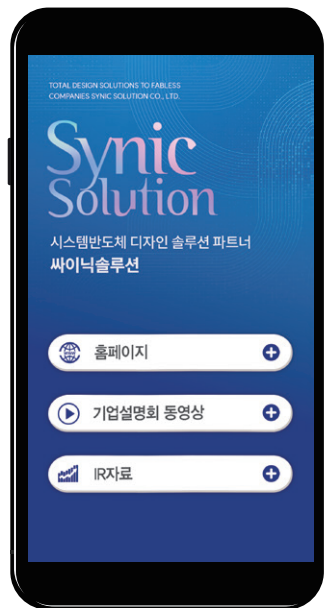 TOTAL DESIGN SOLUTIONS TO FABLESS
COMPANIES SYNIC SOLUTION CO., LTD.
Synic
Solution
시스템반도체 디자인 솔루션 파트너
싸이닉솔루션
홈페이지
기업설명회 동영상
IR자료